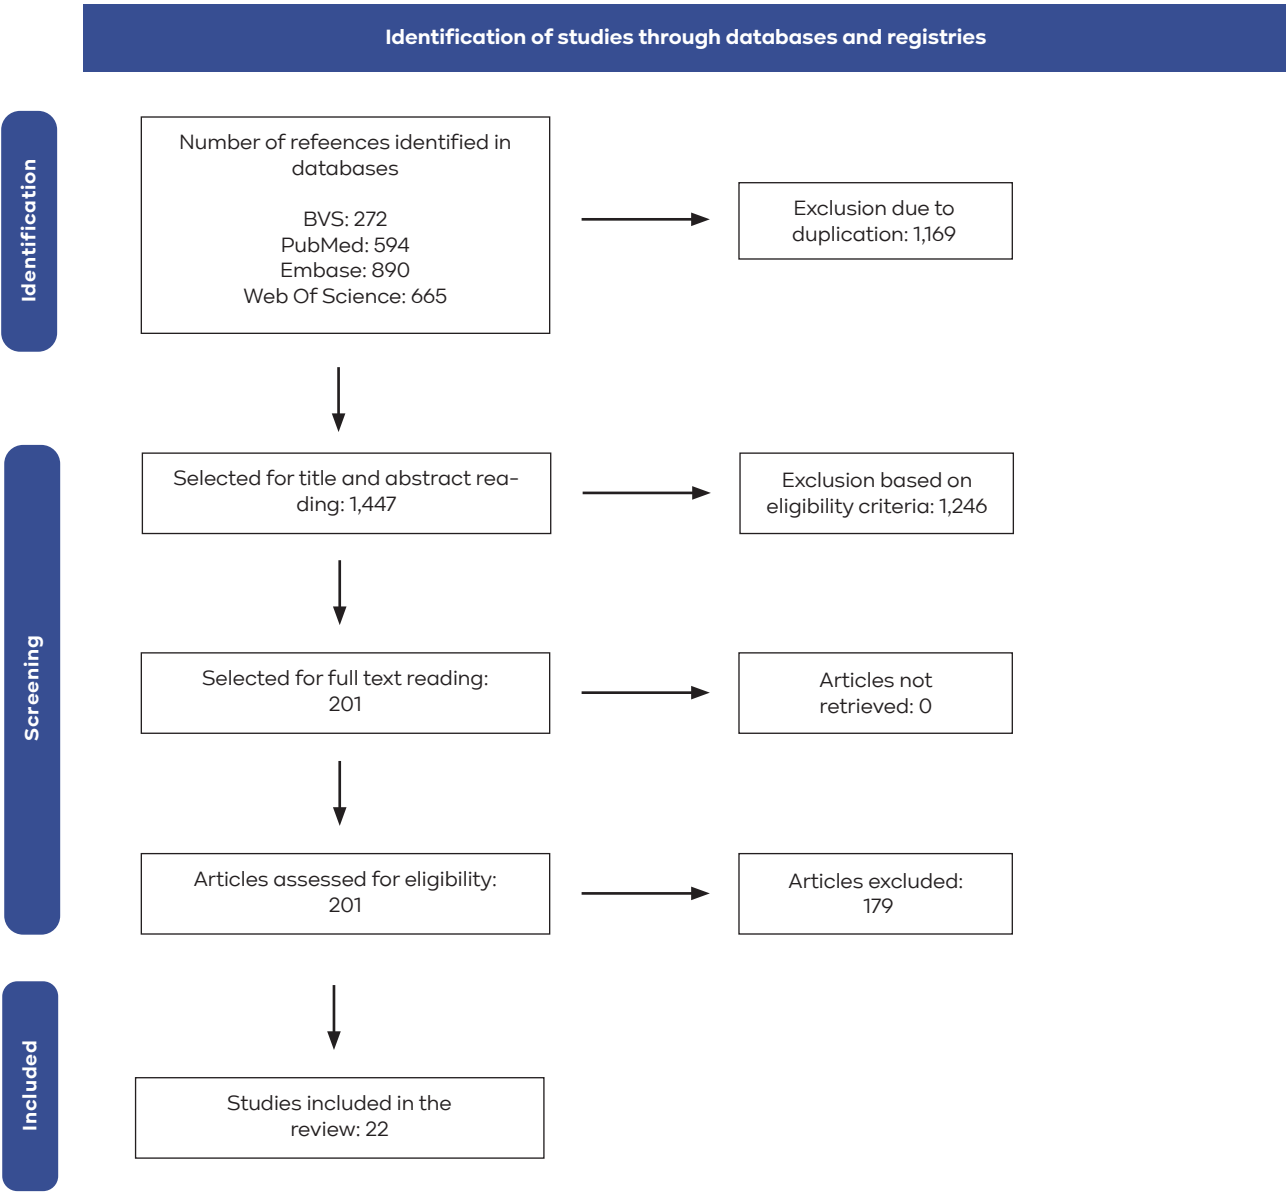 Identification of studies through databases and registries
Identification
Number of refeences identified in
databases
BVS: 272
PubMed: 594
Embase: 890
Web Of Science: 665
Exclusion due to
duplication: 1,169
Screening
Selected for title and abstract rea-
ding: 1,447
Exclusion based on
eligibility criteria: 1,246
Selected for full text reading:
201
Articles not
retrieved: 0
Articles assessed for eligibility:
201
Articles excluded:
179
Included
Studies included in the
review: 22